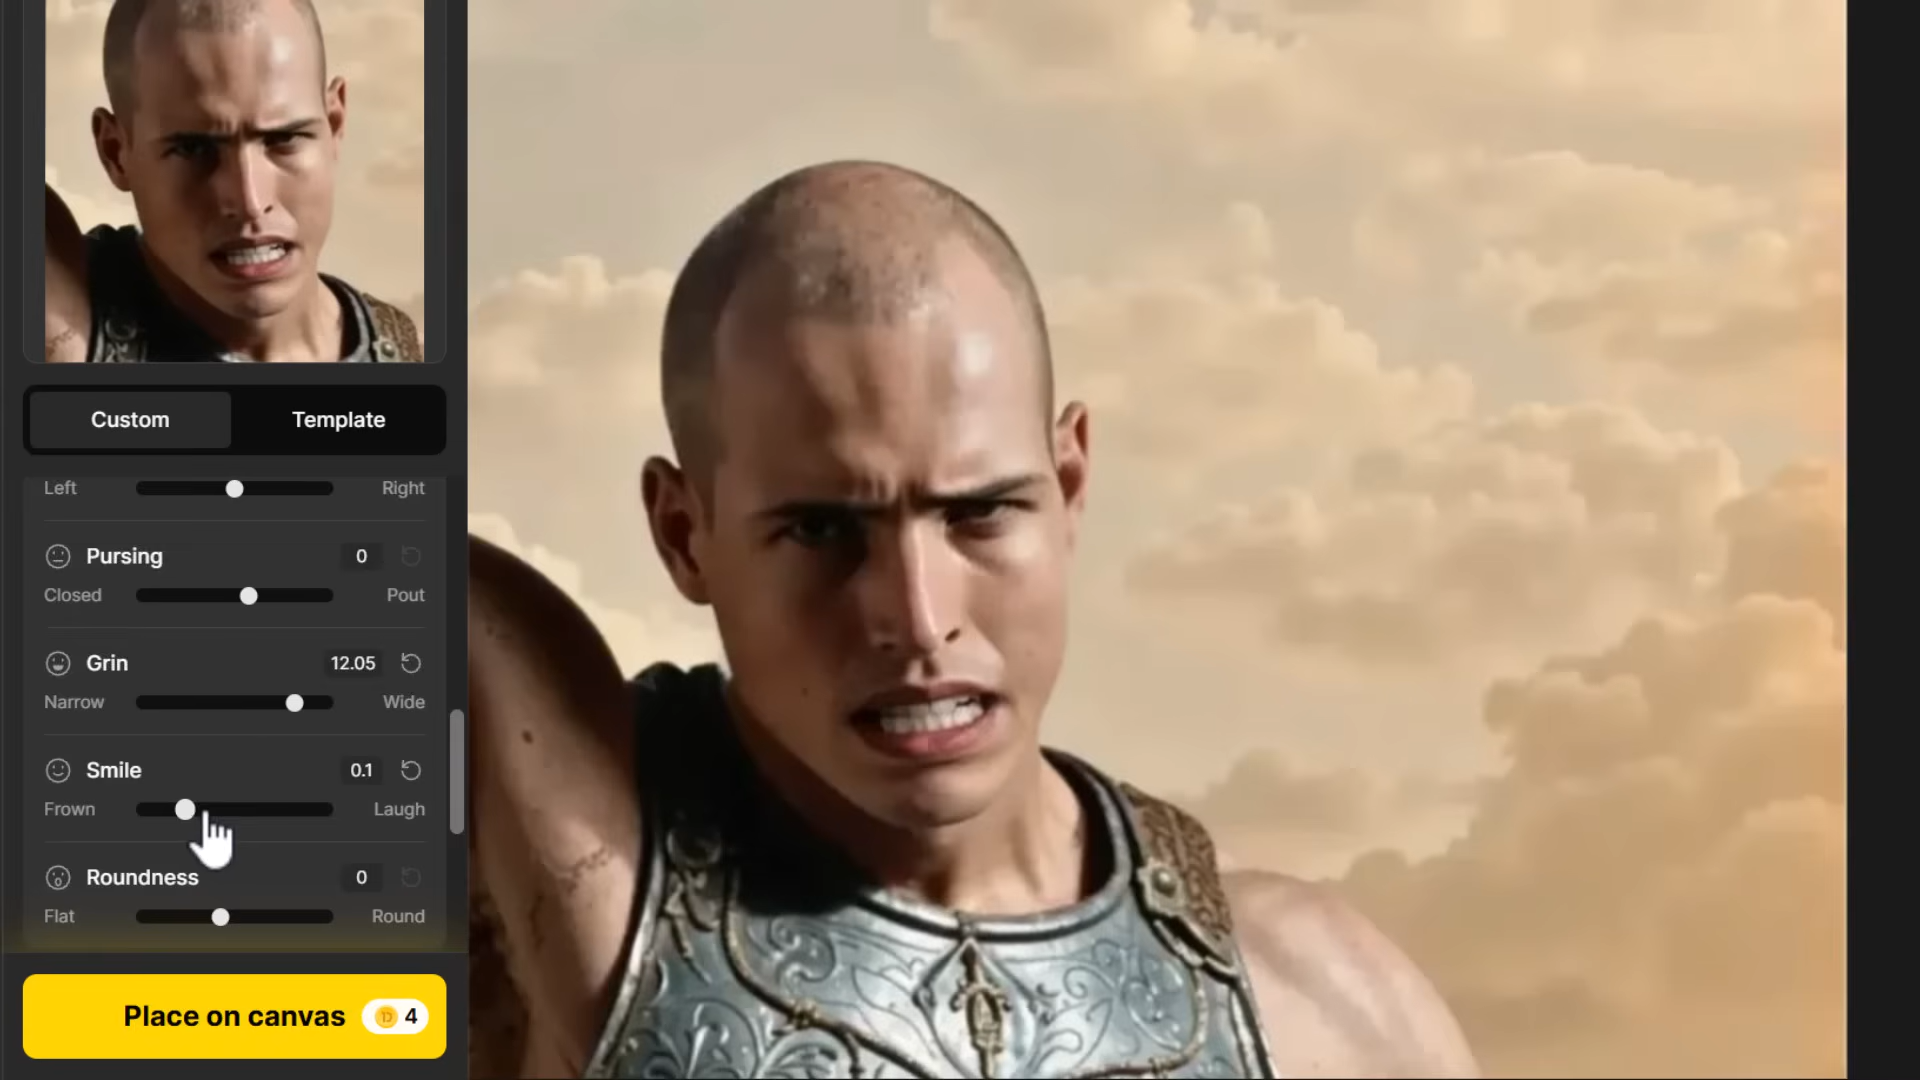 Custom Template
Left Right
Pursing 0
Closed Pout
Grin 12.05
Narrow Wide
Smile 0.1
Frown Laugh
Roundness 0
Flat Round
Place on canvas 4